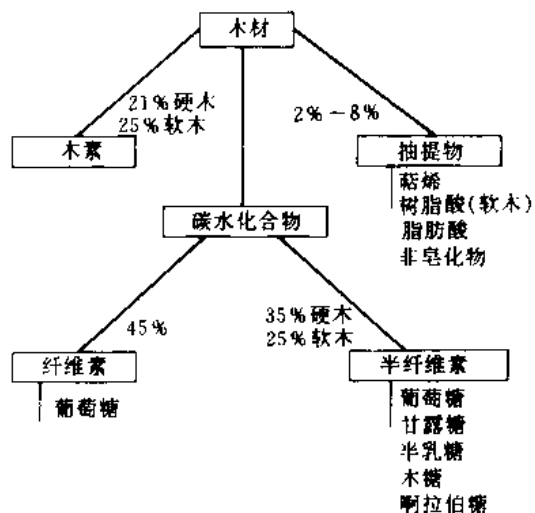 木材
21%硬木
25%软木
2%－8%
木素
抽提物
萜烯
树脂酸(软木)
脂肪酸
非皂化物
碳水化合物
45%
35%硬木
25%软木
纤维素
半纤维素
葡萄糖
葡萄糖
甘露糖
半乳糖
木糖
啊拉伯糖